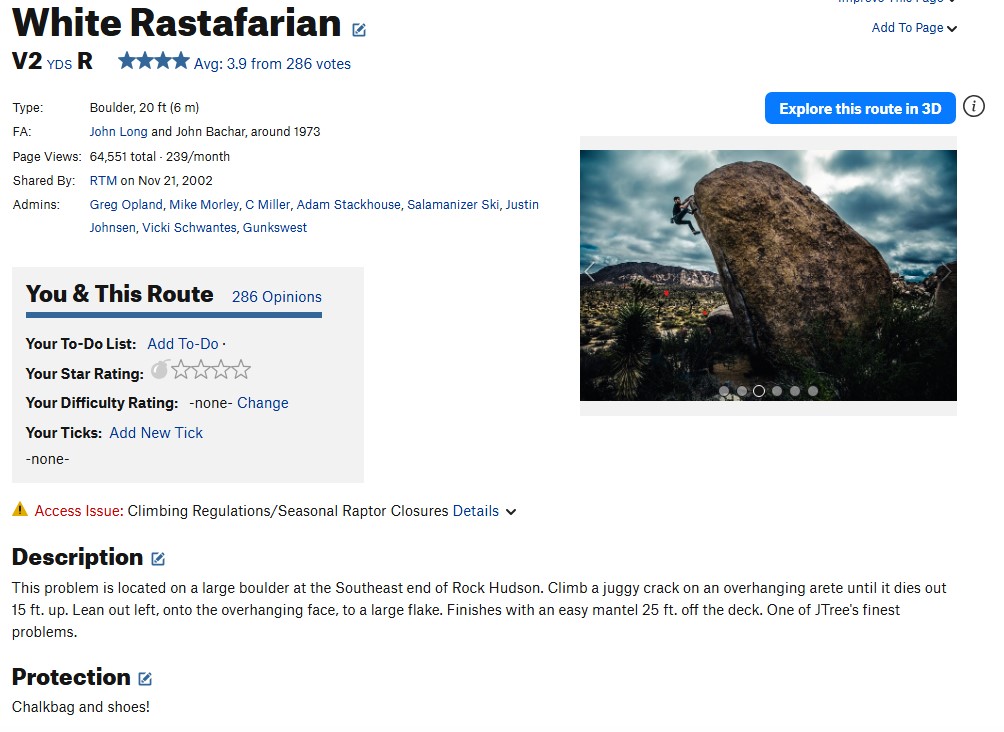 Improve This Page
White Rastafarian
Add To Page
V2 YDS R Avg: 3.9 from 286 votes
Explore this route in 3D i
Type: Boulder, 20 ft (6 m)
FA: John Long and John Bachar, around 1973
Page Views: 64,551 total · 239/month
Shared By: RTM on Nov 21, 2002
Admins: Greg Opland, Mike Morley, C Miller, Adam Stackhouse, Salamanizer Ski, Justin
Johnsen, Vicki Schwantes, Gunkswest
You & This Route 286 Opinions
Your To-Do List: Add To-Do ·
Your Star Rating:
Your Difficulty Rating: -none- Change
Your Ticks: Add New Tick
-none-
Access Issue: Climbing Regulations/Seasonal Raptor Closures Details
Description
This problem is located on a large boulder at the Southeast end of Rock Hudson. Climb a juggy crack on an overhanging arete until it dies out
15 ft. up. Lean out left, onto the overhanging face, to a large flake. Finishes with an easy mantel 25 ft. off the deck. One of JTree's finest
problems.
Protection
Chalkbag and shoes!